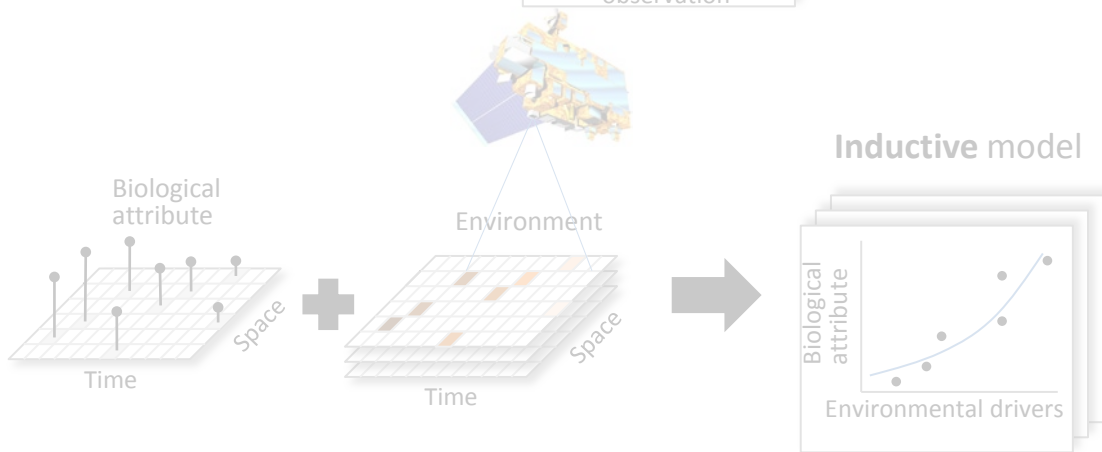 observation
Inductive model
Biological
attribute
Environment
Space
Time
Space
Time
Biological
attribute
Environmental drivers